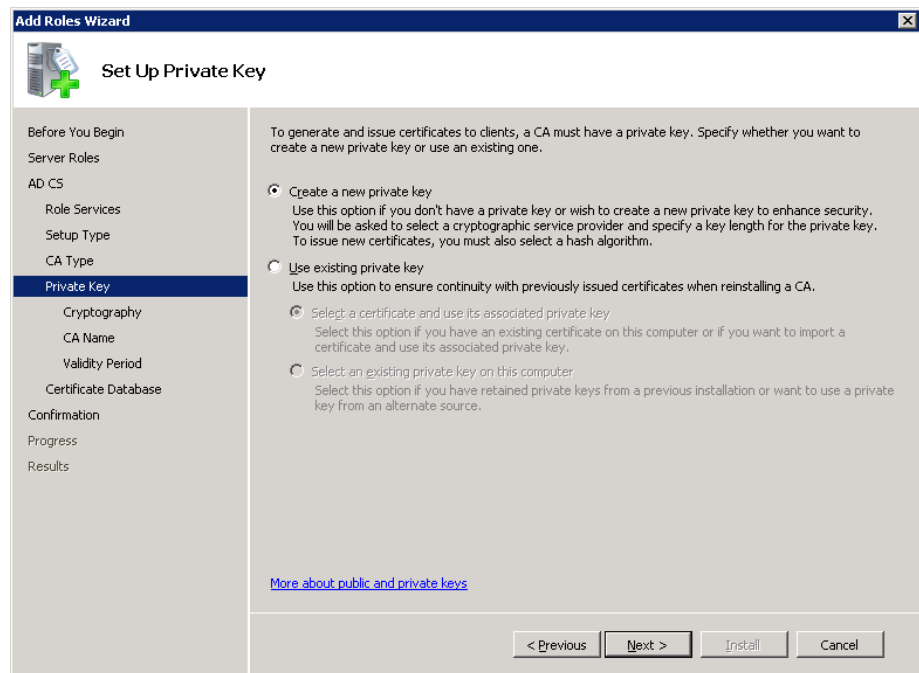 Add Roles Wizard
Set Up Private Key
Before You Begin
Server Roles
AD CS
Role Services
Setup Type
CA Type
Private Key
Cryptography
CA Name
Validity Period
Certificate Database
Confirmation
Progress
Results
To generate and issue certificates to clients, a CA must have a private key. Specify whether you want to
create a new private key or use an existing one.
Create a new private key
Use this option if you don't have a private key or wish to create a new private key to enhance security.
You will be asked to select a cryptographic service provider and specify a key length for the private key.
To issue new certificates, you must also select a hash algorithm.
Use existing private key
Use this option to ensure continuity with previously issued certificates when reinstalling a CA.
Select a certificate and use its associated private key
Select this option if you have an existing certificate on this computer or if you want to import a
certificate and use its associated private key.
Select an existing private key on this computer
Select this option if you have retained private keys from a previous installation or want to use a private
key from an alternate source.
More about public and private keys
< Previous
Next >
Install
Cancel